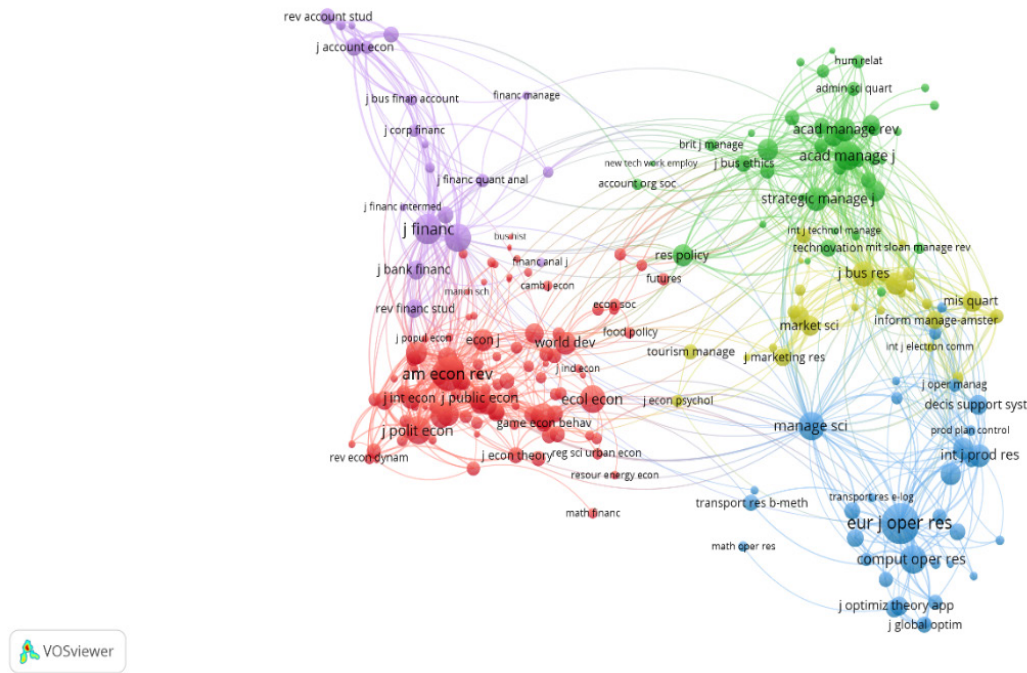 rev account stud
j account econ
hum relat
admin sci quart
j bus finan account
financ manage
j corp financ
acad manage rev
brit j manage
acad manage j
new tech work employ
j bus ethics
j financ quant anal
account org soc
strategic manage j
j financ intermed
j financ
int j technol manage
bus hist
technovation
mit sloan manage rev
res policy
financ anal j
j bank financ
j bus res
futures
camb j econ
manch sch
rev financ stud
econ soc
mis quart
market sci
inform manage-amster
j popul econ
econ j
world dev
food policy
int j electron comm
tourism manage
j marketing res
j ind econ
am econ rev
j oper manag
j int econ
j public econ
ecol econ
j econ psychol
decis support syst
game econ behav
manage sci
j polit econ
prod plan control
rev econ dynam
j econ theory
reg sci urban econ
int j prod res
resour energy econ
transport res e-log
transport res b-meth
math financ
eur j oper res
math oper res
comput oper res
j optimiz theory app
j global optim
VOSviewer